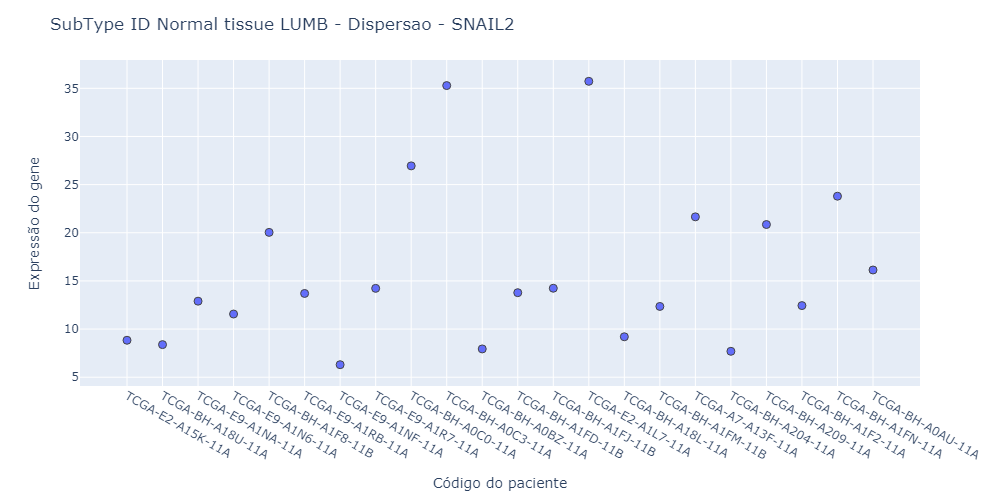 SubType ID Normal tissue LUMB - Dispersao - SNAIL2
Expressão do gene
35
30
25
20
15
10
5
TCGA-E2-A15K-11A
TCGA-BH-A18U-11A
TCGA-E9-A1NA-11A
TCGA-E9-A1N6-11A
TCGA-BH-A1F8-11B
TCGA-E9-A1RB-11A
TCGA-E9-A1NF-11A
TCGA-E9-A1R7-11A
TCGA-BH-A0C0-11A
TCGA-BH-A0C3-11A
TCGA-BH-A0BZ-11A
TCGA-BH-A1FD-11B
TCGA-BH-A1FJ-11B
TCGA-E2-A1L7-11A
TCGA-BH-A18L-11A
TCGA-BH-A1FM-11B
TCGA-A7-A13F-11A
TCGA-BH-A204-11A
TCGA-BH-A209-11A
TCGA-BH-A1F2-11A
TCGA-BH-A1FN-11A
TCGA-BH-A0AU-11A
Código do paciente